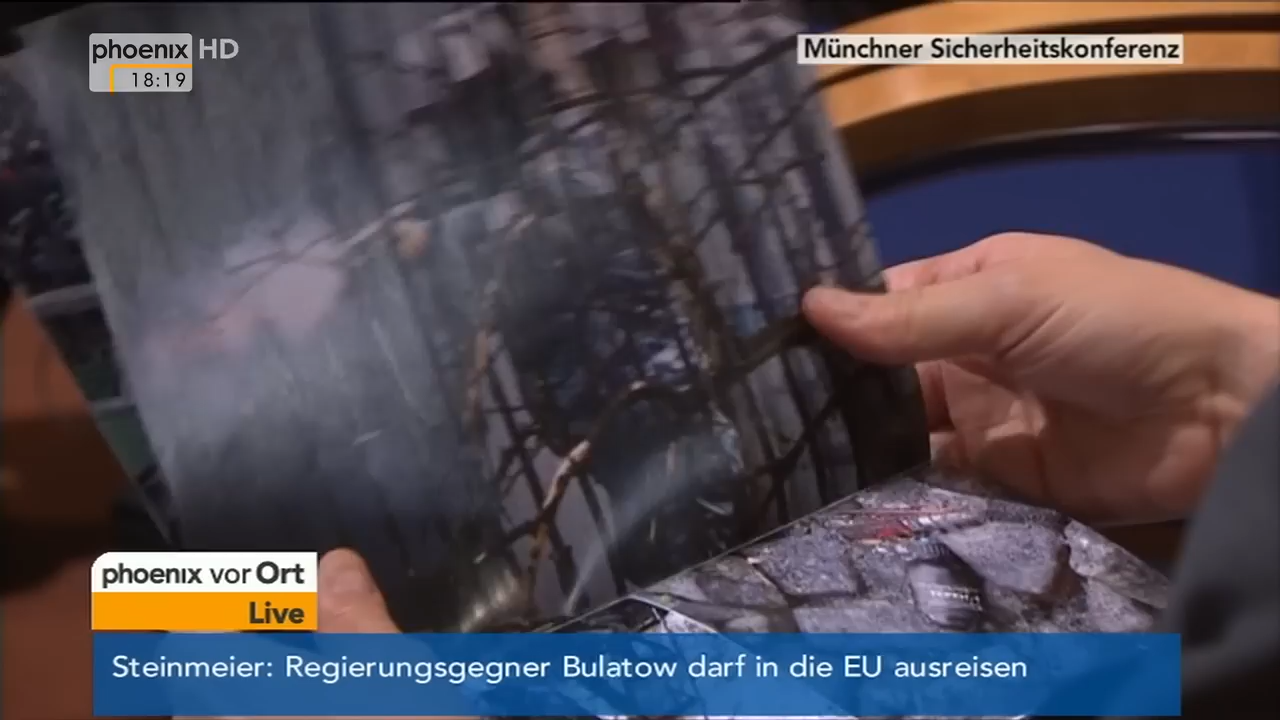 phoenix HD
18:19
Münchner Sicherheitskonferenz
phoenix vor Ort
Live
Steinmeier: Regierungsgegner Bulatow darf in die EU ausreisen